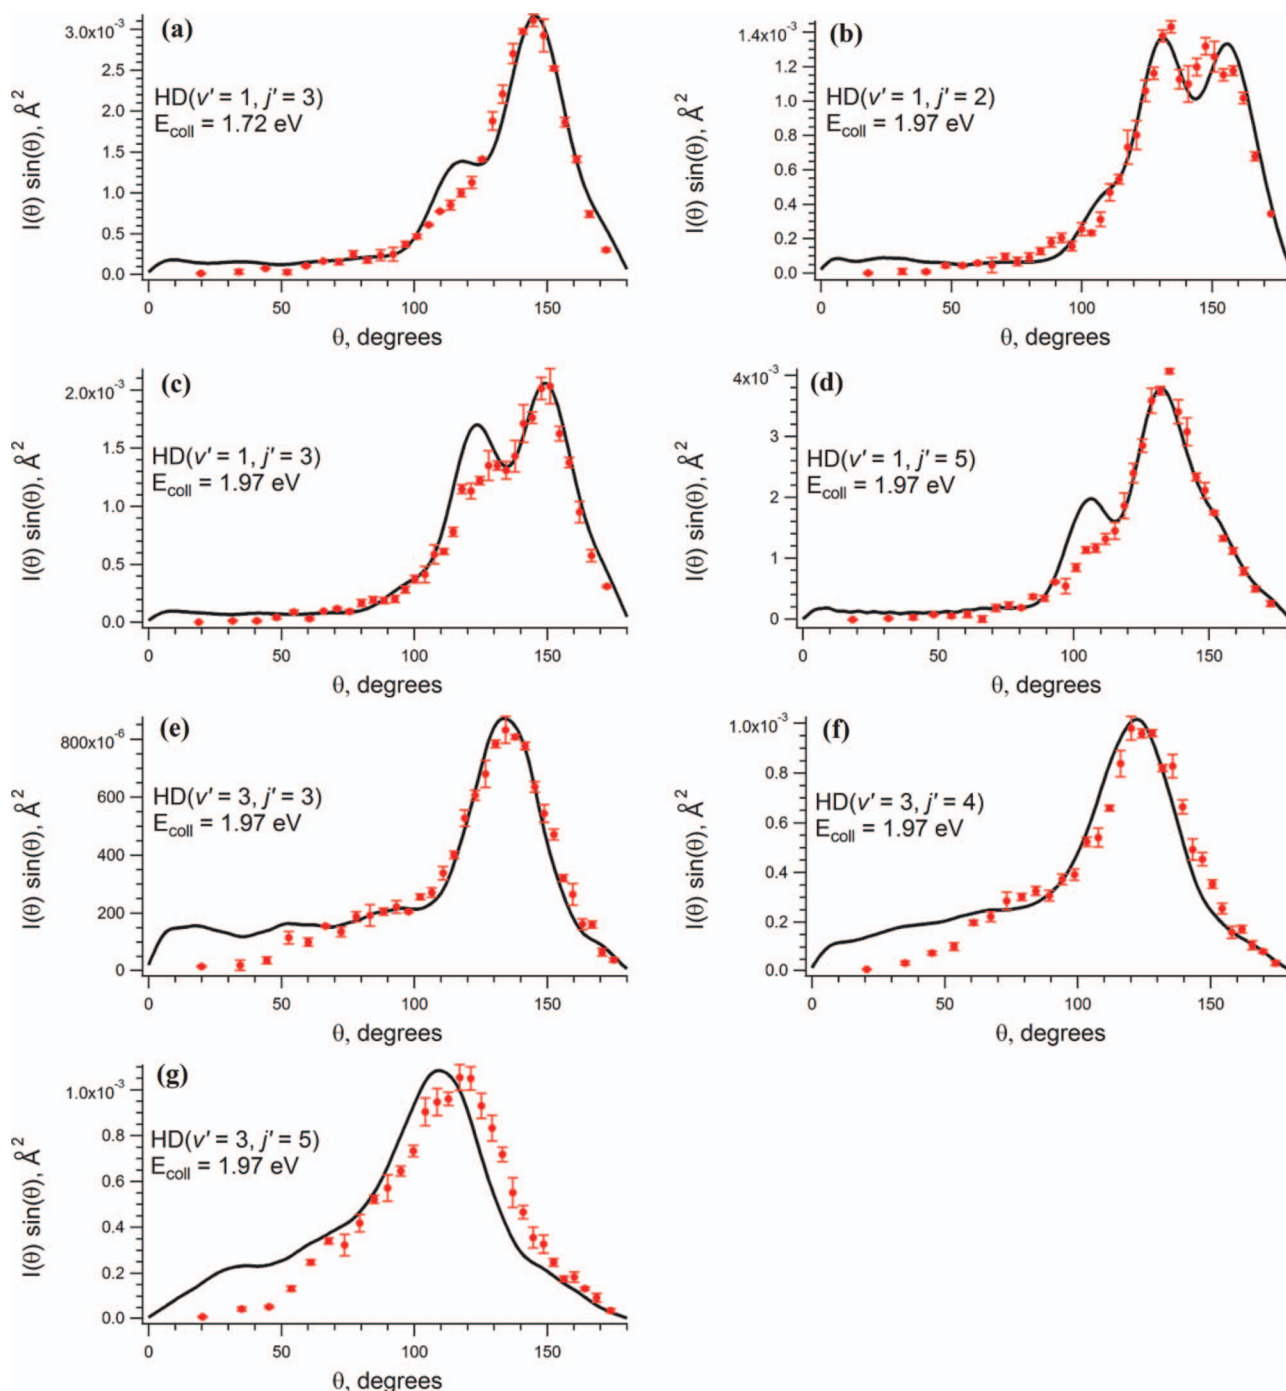 (a)
3.0x10⁻³
2.5
2.0
1.5
1.0
0.5
0.0
I(θ) sin(θ), Å²
HD(v' = 1, j' = 3)
E_coll = 1.72 eV
0 50 100 150
θ, degrees
(b)
1.4x10⁻³
1.2
1.0
0.8
0.6
0.4
0.2
0.0
I(θ) sin(θ), Å²
HD(v' = 1, j' = 2)
E_coll = 1.97 eV
0 50 100 150
θ, degrees
(c)
2.0x10⁻³
1.5
1.0
0.5
0.0
I(θ) sin(θ), Å²
HD(v' = 1, j' = 3)
E_coll = 1.97 eV
0 50 100 150
θ, degrees
(d)
4x10⁻³
3
2
1
0
I(θ) sin(θ), Å²
HD(v' = 1, j' = 5)
E_coll = 1.97 eV
0 50 100 150
θ, degrees
(e)
800x10⁻⁶
600
400
200
0
I(θ) sin(θ), Å²
HD(v' = 3, j' = 3)
E_coll = 1.97 eV
0 50 100 150
θ, degrees
(f)
1.0x10⁻³
0.8
0.6
0.4
0.2
0.0
I(θ) sin(θ), Å²
HD(v' = 3, j' = 4)
E_coll = 1.97 eV
0 50 100 150
θ, degrees
(g)
1.0x10⁻³
0.8
0.6
0.4
0.2
0.0
I(θ) sin(θ), Å²
HD(v' = 3, j' = 5)
E_coll = 1.97 eV
0 50 100 150
θ, degrees